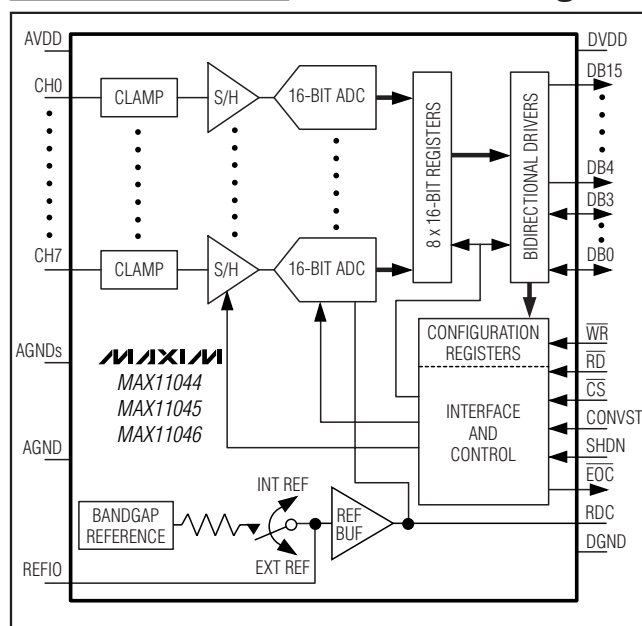 AVDD
DVDD
CH0
CLAMP
S/H
16-BIT ADC
8 x 16-BIT REGISTERS
BIDIRECTIONAL DRIVERS
DB15
DB4
DB3
DB0
CH7
CLAMP
S/H
16-BIT ADC
AGNDs
MAXIM
MAX11044
MAX11045
MAX11046
CONFIGURATION
REGISTERS
INTERFACE
AND
CONTROL
WR
RD
CS
CONVST
SHDN
EOC
AGND
BANDGAP
REFERENCE
INT REF
EXT REF
REF
BUF
RDC
DGND
REFIO